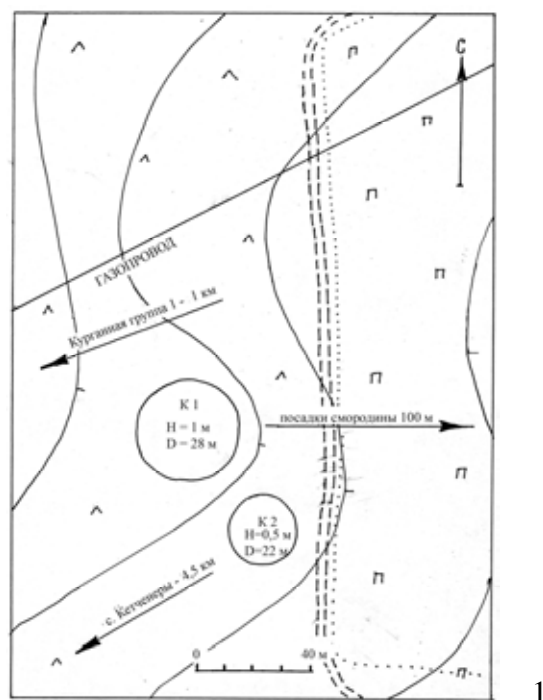 С
ГАЗОПРОВОД
Курганная группа 1 - 1 км
К 1
H = 1 м
D = 28 м
посадки смородины 100 м
К 2
H=0,5 м
D=22 м
с. Кетченеры - 4,5 км
0 40 м
П
П
П
П
П
П
П
П
1